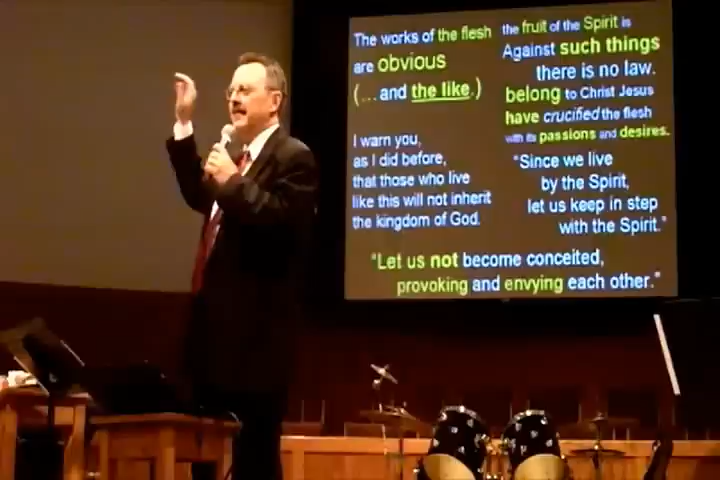 The works of the flesh
are obvious
(...and the like.)
I warn you,
as I did before,
that those who live
like this will not inherit
the kingdom of God.
the fruit of the Spirit is
Against such things
there is no law.
belong to Christ Jesus
have crucified the flesh
with its passions and desires.
"Since we live
by the Spirit,
let us keep in step
with the Spirit."
"Let us not become conceited,
provoking and envying each other."